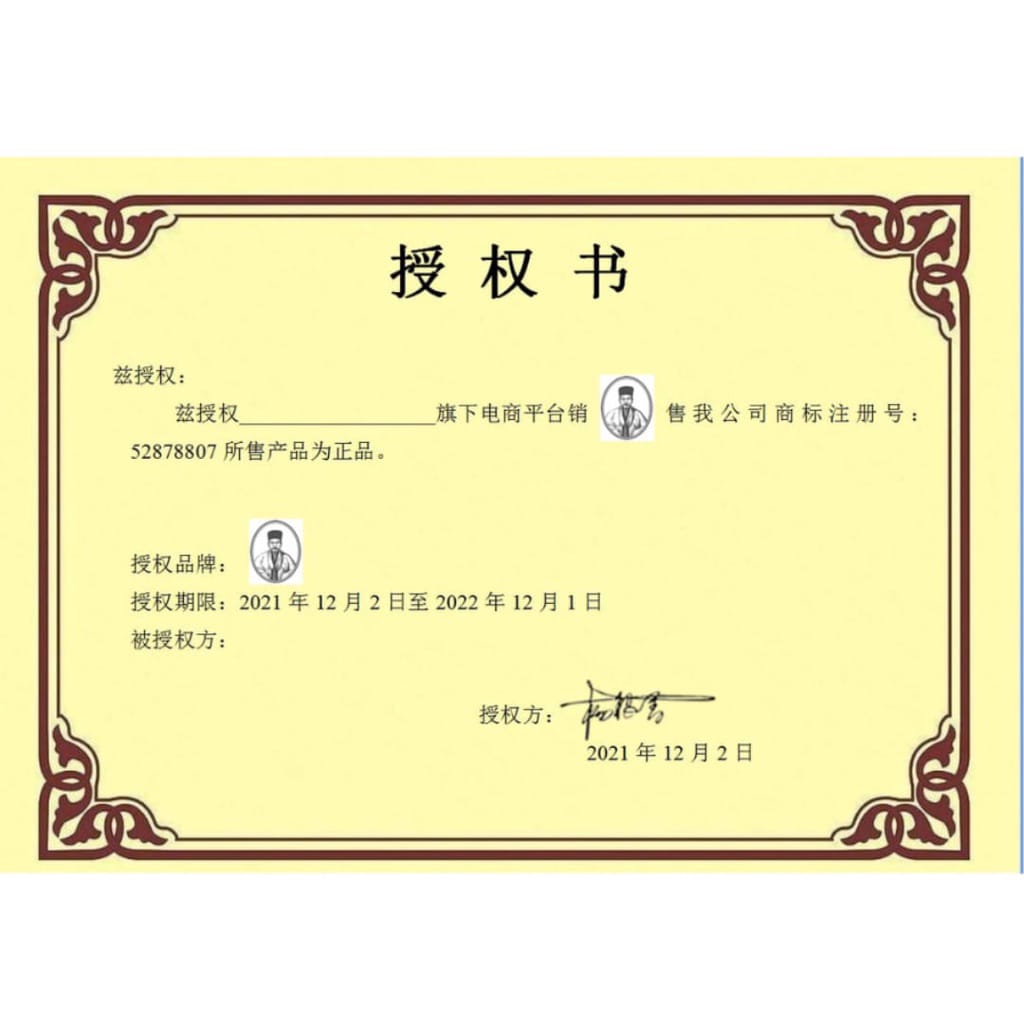 授权书
兹授权：
兹授权__________________旗下电商平台销 售我公司商标注册号：
52878807 所售产品为正品。
授权品牌：
授权期限：2021 年 12 月 2 日至 2022 年 12 月 1 日
被授权方：
授权方：
2021 年 12 月 2 日